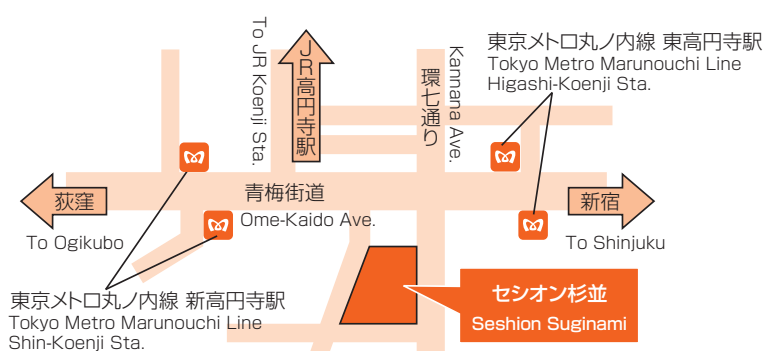 To JR Koenji Sta.
JR高円寺駅
環七通り
Kannana Ave.
東京メトロ丸ノ内線 東高円寺駅
Tokyo Metro Marunouchi Line
Higashi-Koenji Sta.
青梅街道
Ome-Kaido Ave.
荻窪
To Ogikubo
新宿
To Shinjuku
東京メトロ丸ノ内線 新高円寺駅
Tokyo Metro Marunouchi Line
Shin-Koenji Sta.
セシオン杉並
Seshion Suginami